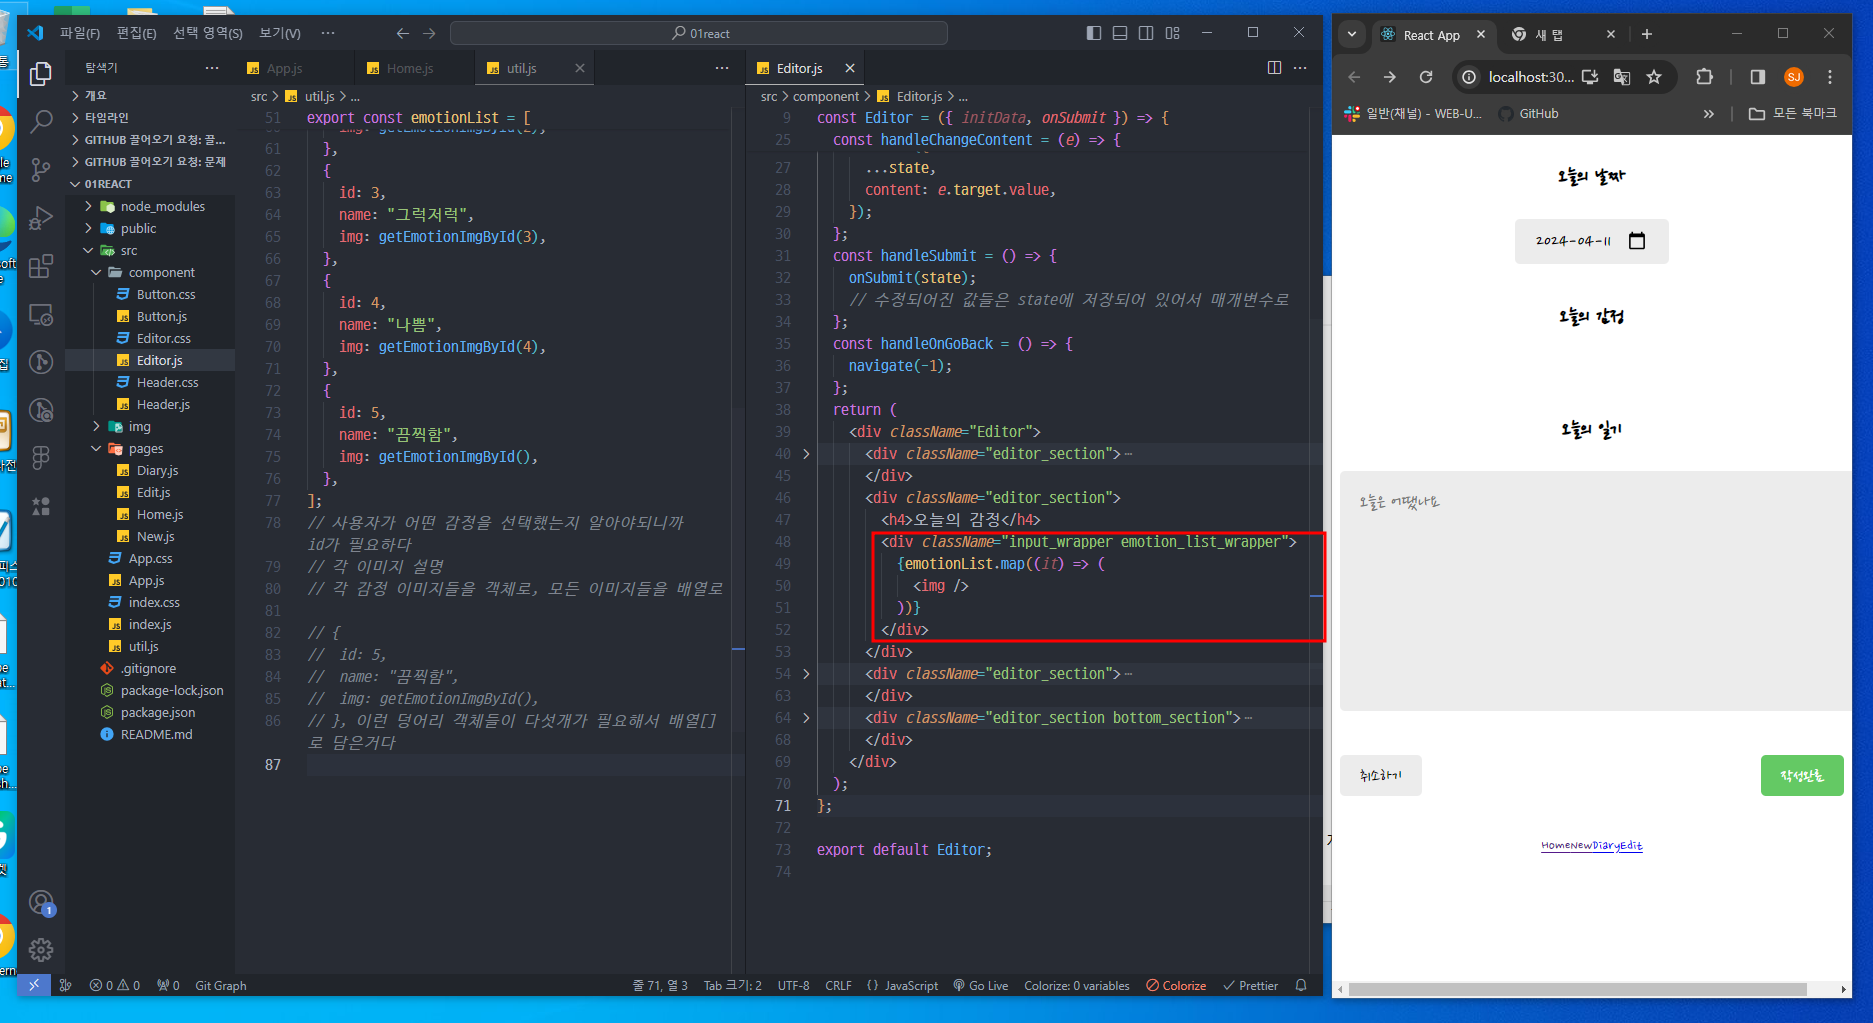 파일(F) 편집(E) 선택 영역(S) 보기(V) ··· 01react
탐색기 ···
개요
타임라인
GITHUB 끌어오기 요청: 끌...
GITHUB 끌어오기 요청: 문제
01REACT
node_modules
public
src
component
Button.css
Button.js
Editor.css
Editor.js
Header.css
Header.js
img
pages
Diary.js
Edit.js
Home.js
New.js
App.css
App.js
index.css
index.js
util.js
.gitignore
package-lock.json
package.json
README.md
App.js Home.js util.js ···
src > util.js > ...
51 export const emotionList = [
61 },
62 {
63 id: 3,
64 name: "그럭저럭",
65 img: getEmotionImgById(3),
66 },
67 {
68 id: 4,
69 name: "나쁨",
70 img: getEmotionImgById(4),
71 },
72 {
73 id: 5,
74 name: "끔찍함",
75 img: getEmotionImgById(),
76 },
77 ];
78 // 사용자가 어떤 감정을 선택했는지 알아야되니까
id가 필요하다
79 // 각 이미지 설명
80 // 각 감정 이미지들을 객체로, 모든 이미지들을 배열로
81
82 // {
83 // id: 5,
84 // name: "끔찍함",
85 // img: getEmotionImgById(),
86 // }, 이런 덩어리 객체들이 다섯개가 필요해서 배열[]
로 담은거다
87
Editor.js ···
src > component > Editor.js > ...
9 const Editor = ({ initData, onSubmit }) => {
25 const handleChangeContent = (e) => {
27 ...state,
28 content: e.target.value,
29 });
30 };
31 const handleSubmit = () => {
32 onSubmit(state);
33 // 수정되어진 값들은 state에 저장되어 있어서 매개변수로
34 };
35 const handleOnGoBack = () => {
36 navigate(-1);
37 };
38 return (
39 <div className="Editor">
40 <div className="editor_section">···
45 </div>
46 <div className="editor_section">
47 <h4>오늘의 감정</h4>
48 <div className="input_wrapper emotion_list_wrapper">
49 {emotionList.map((it) => (
50 <img />
51 ))}
52 </div>
53 </div>
54 <div className="editor_section">···
63 </div>
64 <div className="editor_section bottom_section">···
68 </div>
69 </div>
70 );
71 };
72
73 export default Editor;
74
1
0 0 0 Git Graph 줄 71, 열 3 Tab 크기: 2 UTF-8 CRLF {} JavaScript Go Live Colorize: 0 variables Colorize Prettier
React App 새 탭
localhost:30... SJ
일반(채널) - WEB-U... GitHub » 모든 북마크
오늘의 날짜
2024-04-11
오늘의 감정
오늘의 일기
오늘은 어땠나요
취소하기 작성완료
HomeNewDiaryEdit